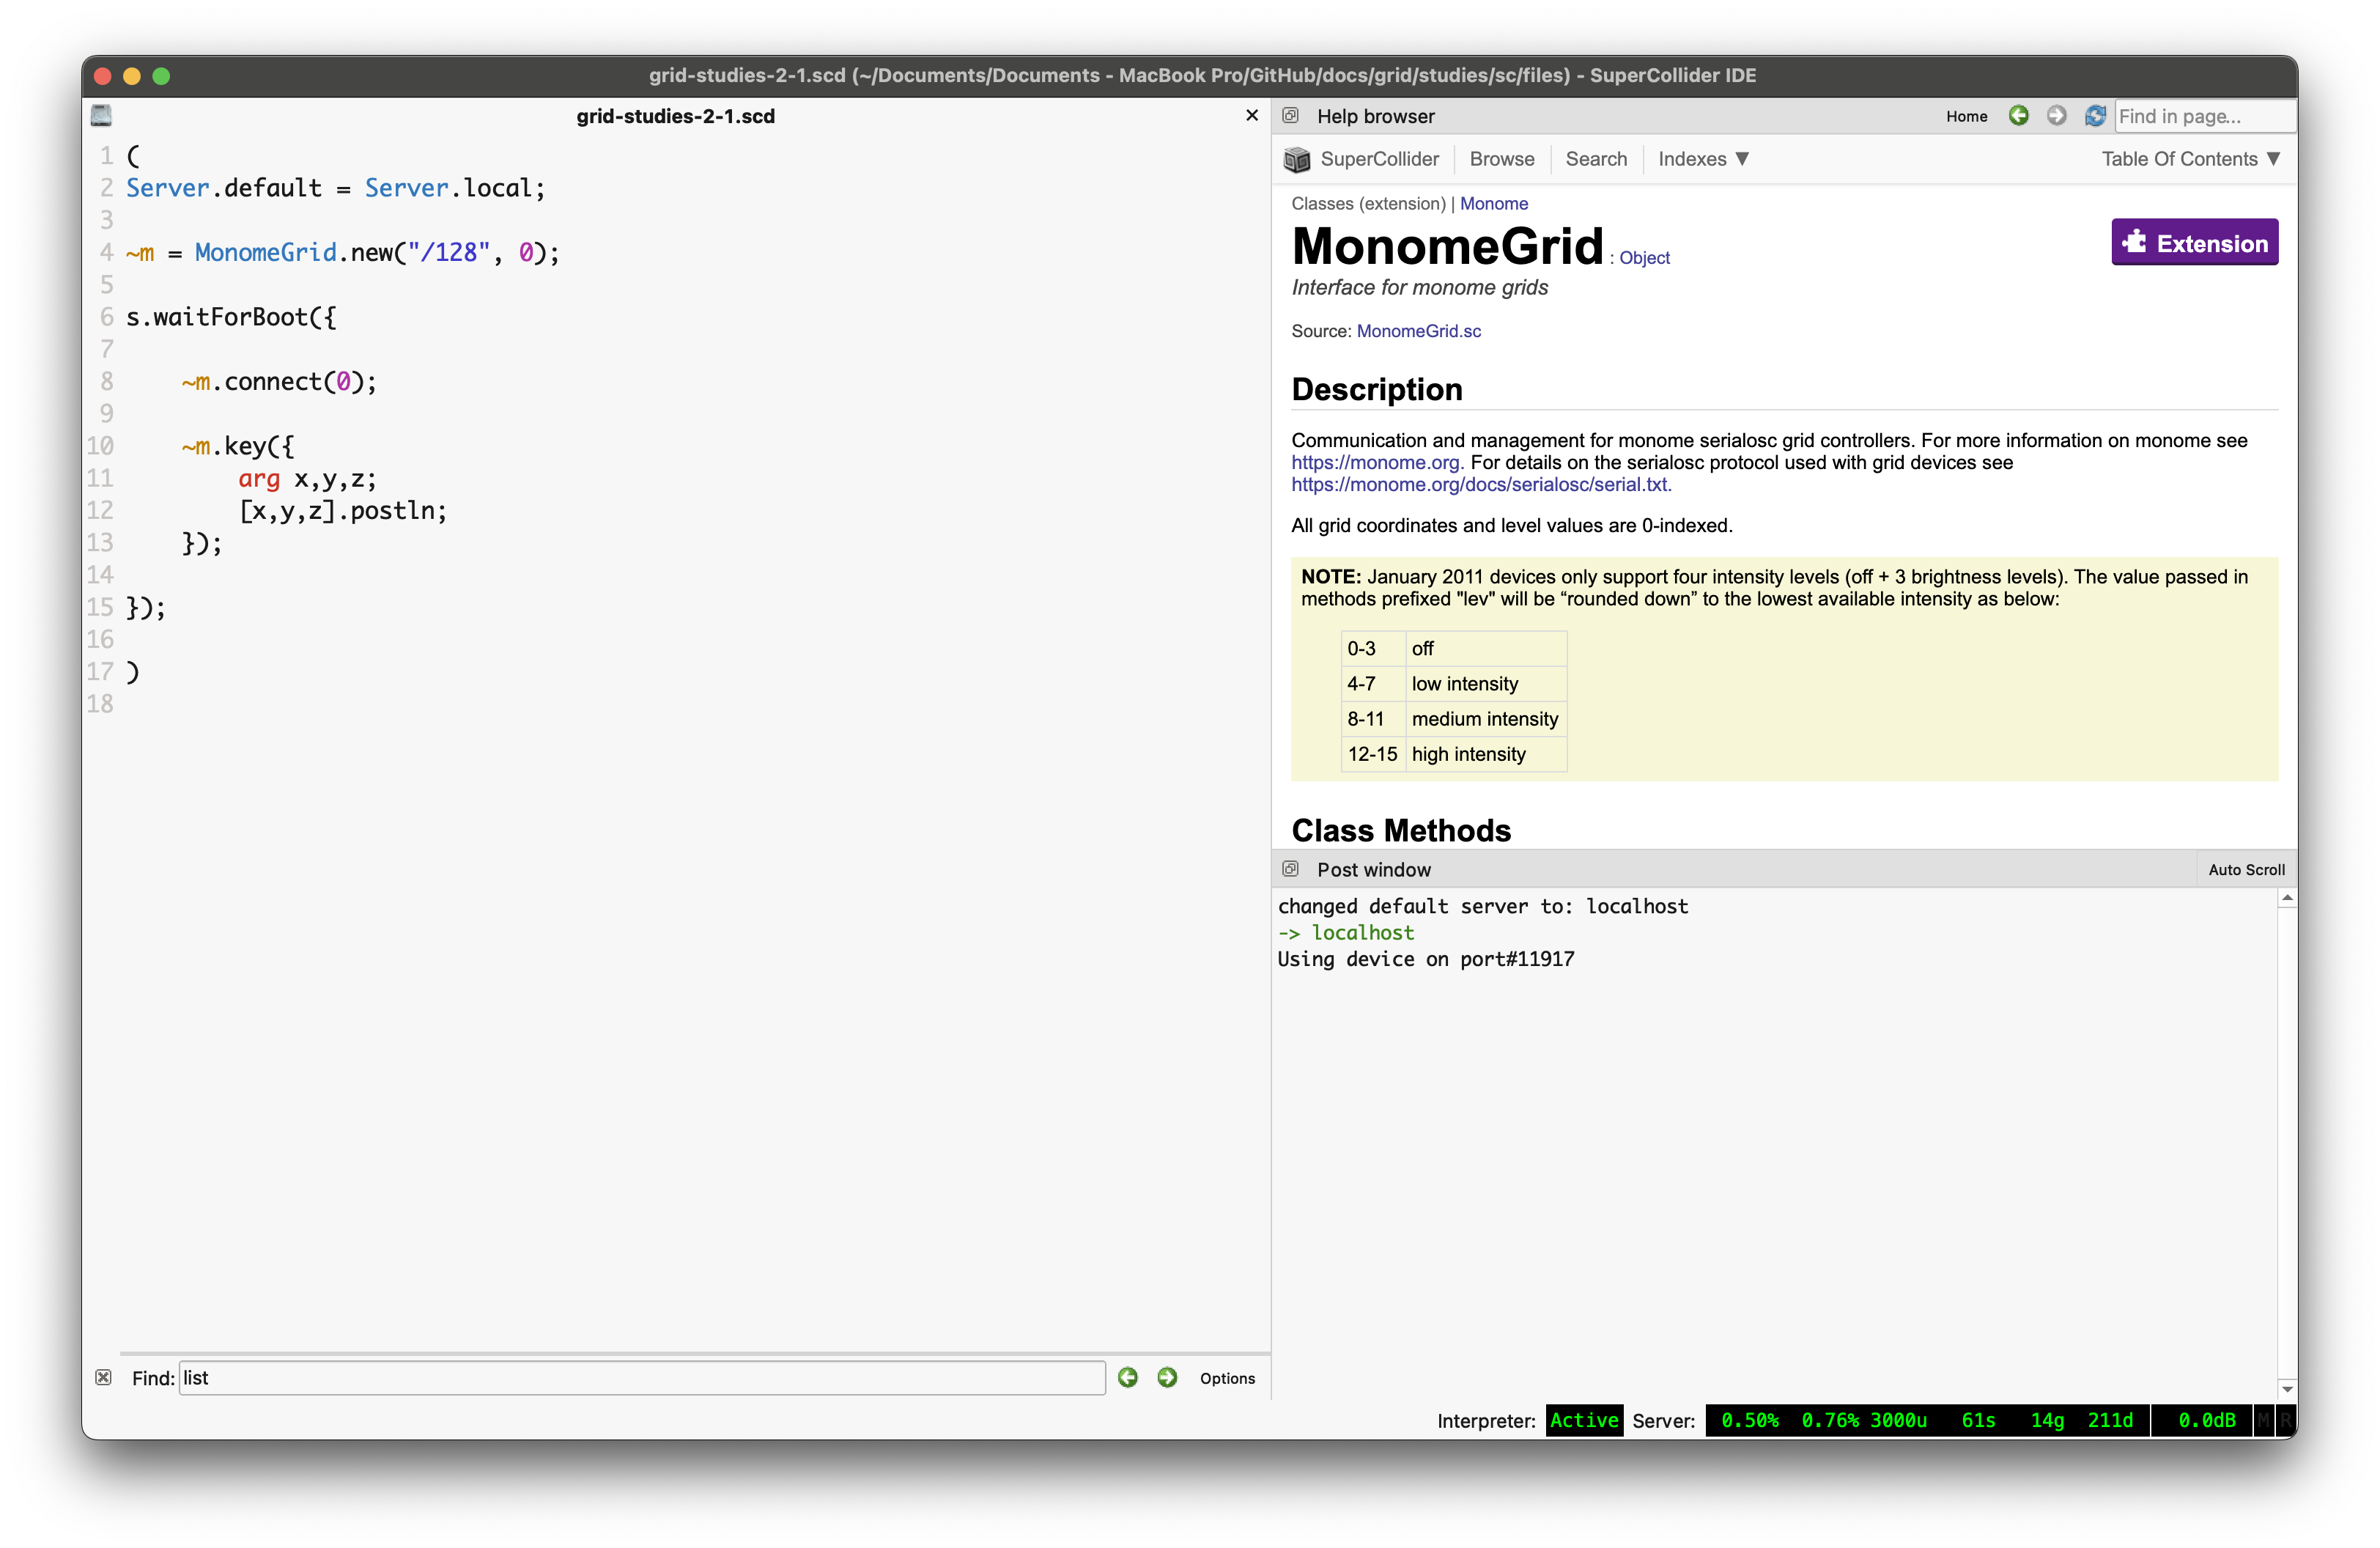 grid-studies-2-1.scd (~/Documents/Documents - MacBook Pro/GitHub/docs/grid/studies/sc/files) - SuperCollider IDE
grid-studies-2-1.scd
1 (
2 Server.default = Server.local;
3
4 ~m = MonomeGrid.new("/128", 0);
5
6 s.waitForBoot({
7
8     ~m.connect(0);
9
10     ~m.key({
11         arg x,y,z;
12         [x,y,z].postln;
13     });
14
15 });
16
17 )
18
Find: list
Options
Help browser
Home
Find in page...
SuperCollider
Browse
Search
Indexes ▼
Table Of Contents ▼
Classes (extension) | Monome
MonomeGrid : Object
Extension
Interface for monome grids
Source: MonomeGrid.sc
Description
Communication and management for monome serialosc grid controllers. For more information on monome see
https://monome.org. For details on the serialosc protocol used with grid devices see
https://monome.org/docs/serialosc/serial.txt.
All grid coordinates and level values are 0-indexed.
NOTE: January 2011 devices only support four intensity levels (off + 3 brightness levels). The value passed in
methods prefixed "lev" will be “rounded down” to the lowest available intensity as below:
0-3 off
4-7 low intensity
8-11 medium intensity
12-15 high intensity
Class Methods
Post window
Auto Scroll
changed default server to: localhost
-> localhost
Using device on port#11917
Interpreter: Active Server: 0.50% 0.76% 3000u 61s 14g 211d 0.0dB M R